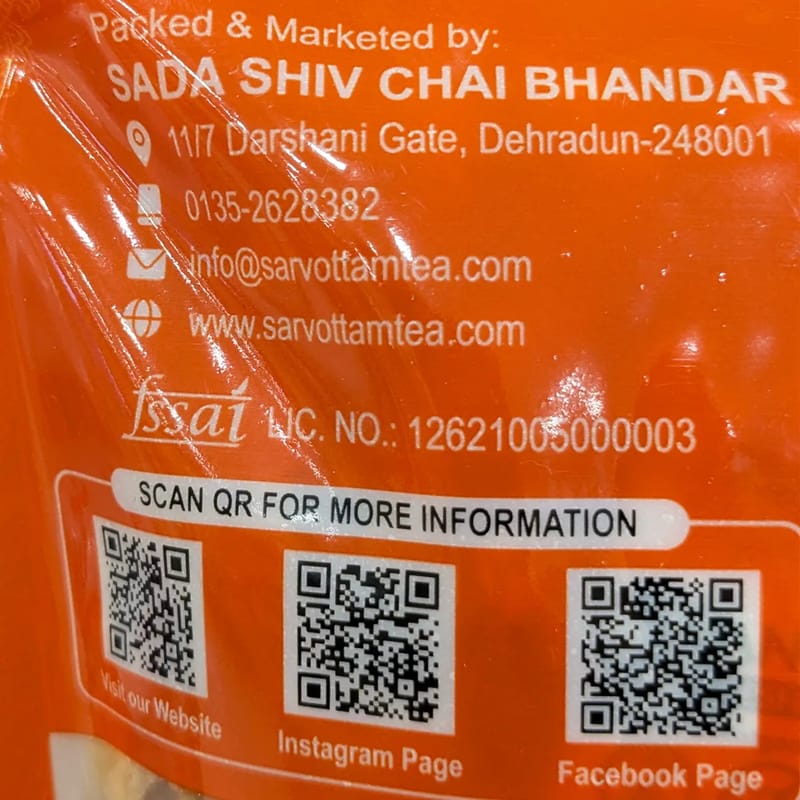 Packed & Marketed by:
SADA SHIV CHAI BHANDAR
11/7 Darshani Gate, Dehradun-248001
0135-2628382
info@sarvottamtea.com
www.sarvottamtea.com
fssai LIC. NO.: 12621005000003
SCAN QR FOR MORE INFORMATION
Visit our Website
Instagram Page
Facebook Page